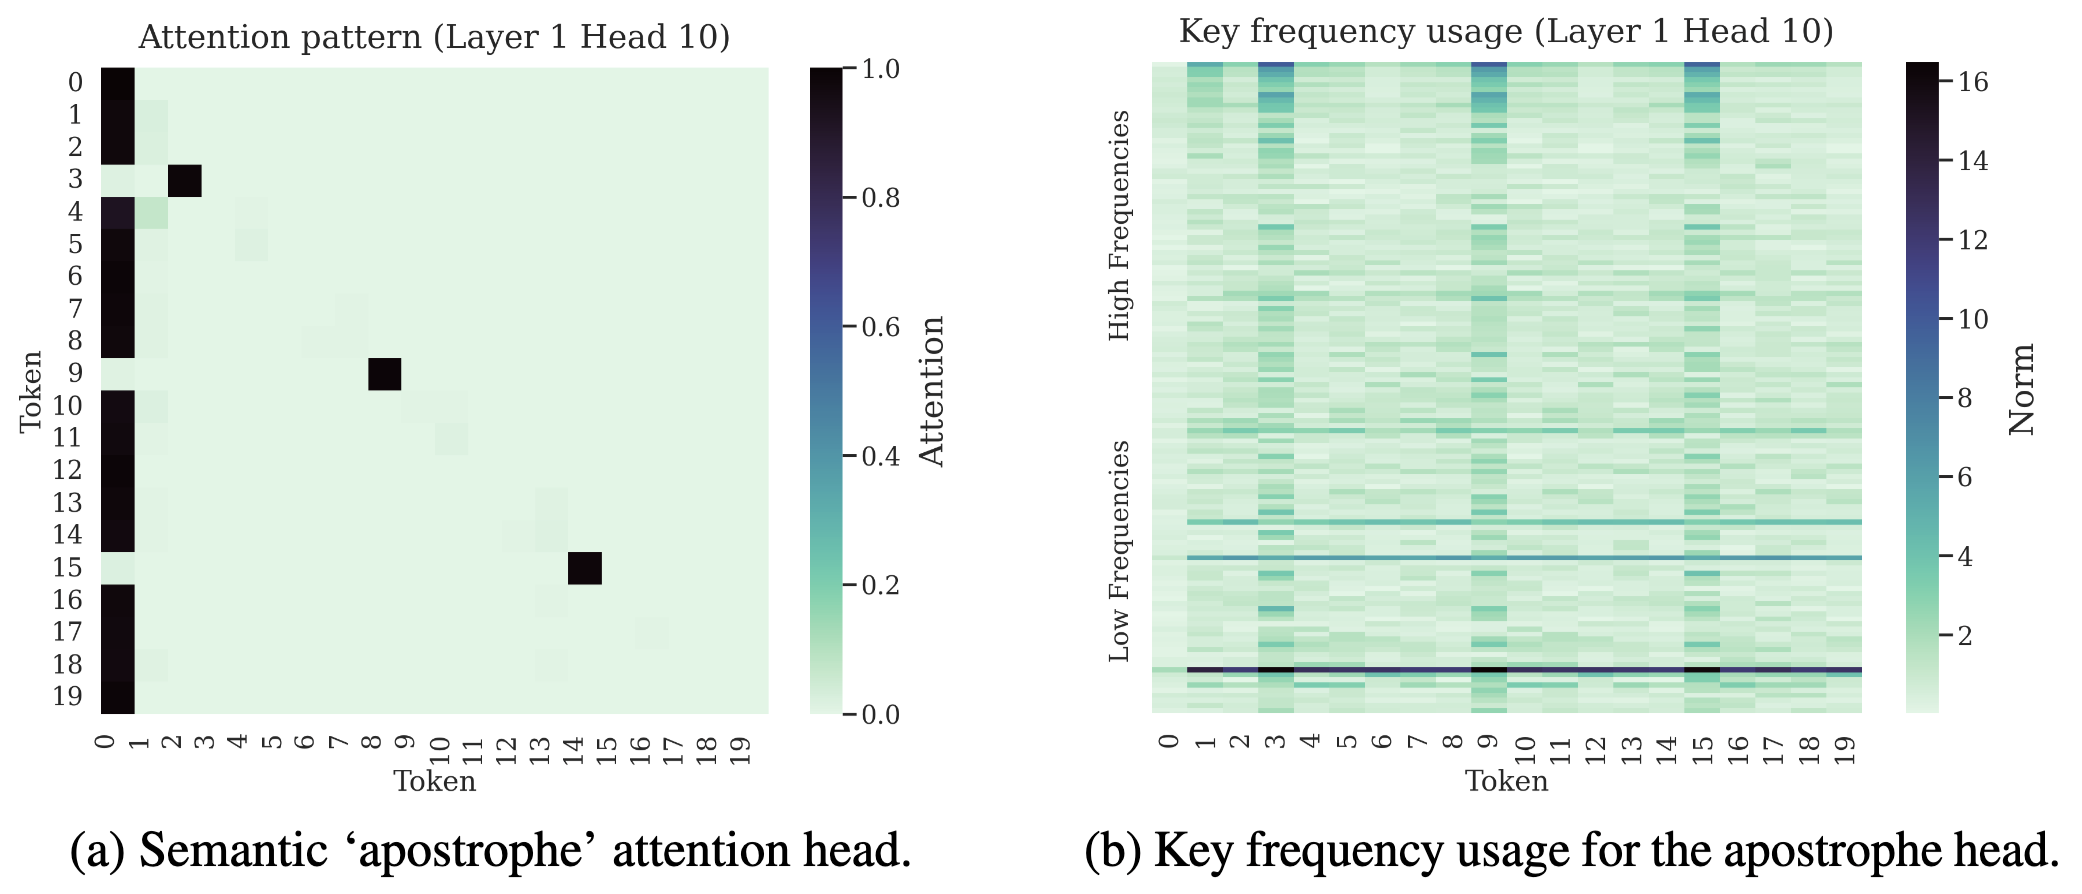 Attention pattern (Layer 1 Head 10)
0
1
2
3
4
5
6
7
8
9
10
11
12
13
14
15
16
17
18
19
Token
0 1 2 3 4 5 6 7 8 9 10 11 12 13 14 15 16 17 18 19
Token
1.0
0.8
0.6
0.4
0.2
0.0
Attention
(a) Semantic ‘apostrophe’ attention head.
Key frequency usage (Layer 1 Head 10)
High Frequencies
Low Frequencies
0 1 2 3 4 5 6 7 8 9 10 11 12 13 14 15 16 17 18 19
Token
16
14
12
10
8
6
4
2
Norm
(b) Key frequency usage for the apostrophe head.